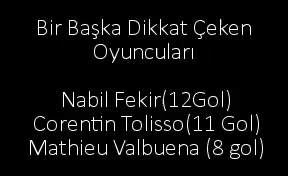 Bir Başka Dikkat Çeken
Oyuncuları
Nabil Fekir(12Gol)
Corentin Tolisso(11 Gol)
Mathieu Valbuena (8 gol)